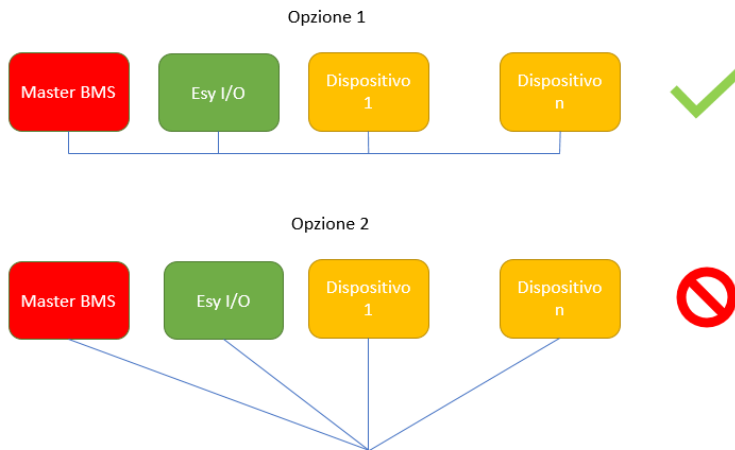 Opzione 1
Master BMS
Esy I/O
Dispositivo
1
Dispositivo
n
Opzione 2
Master BMS
Esy I/O
Dispositivo
1
Dispositivo
n